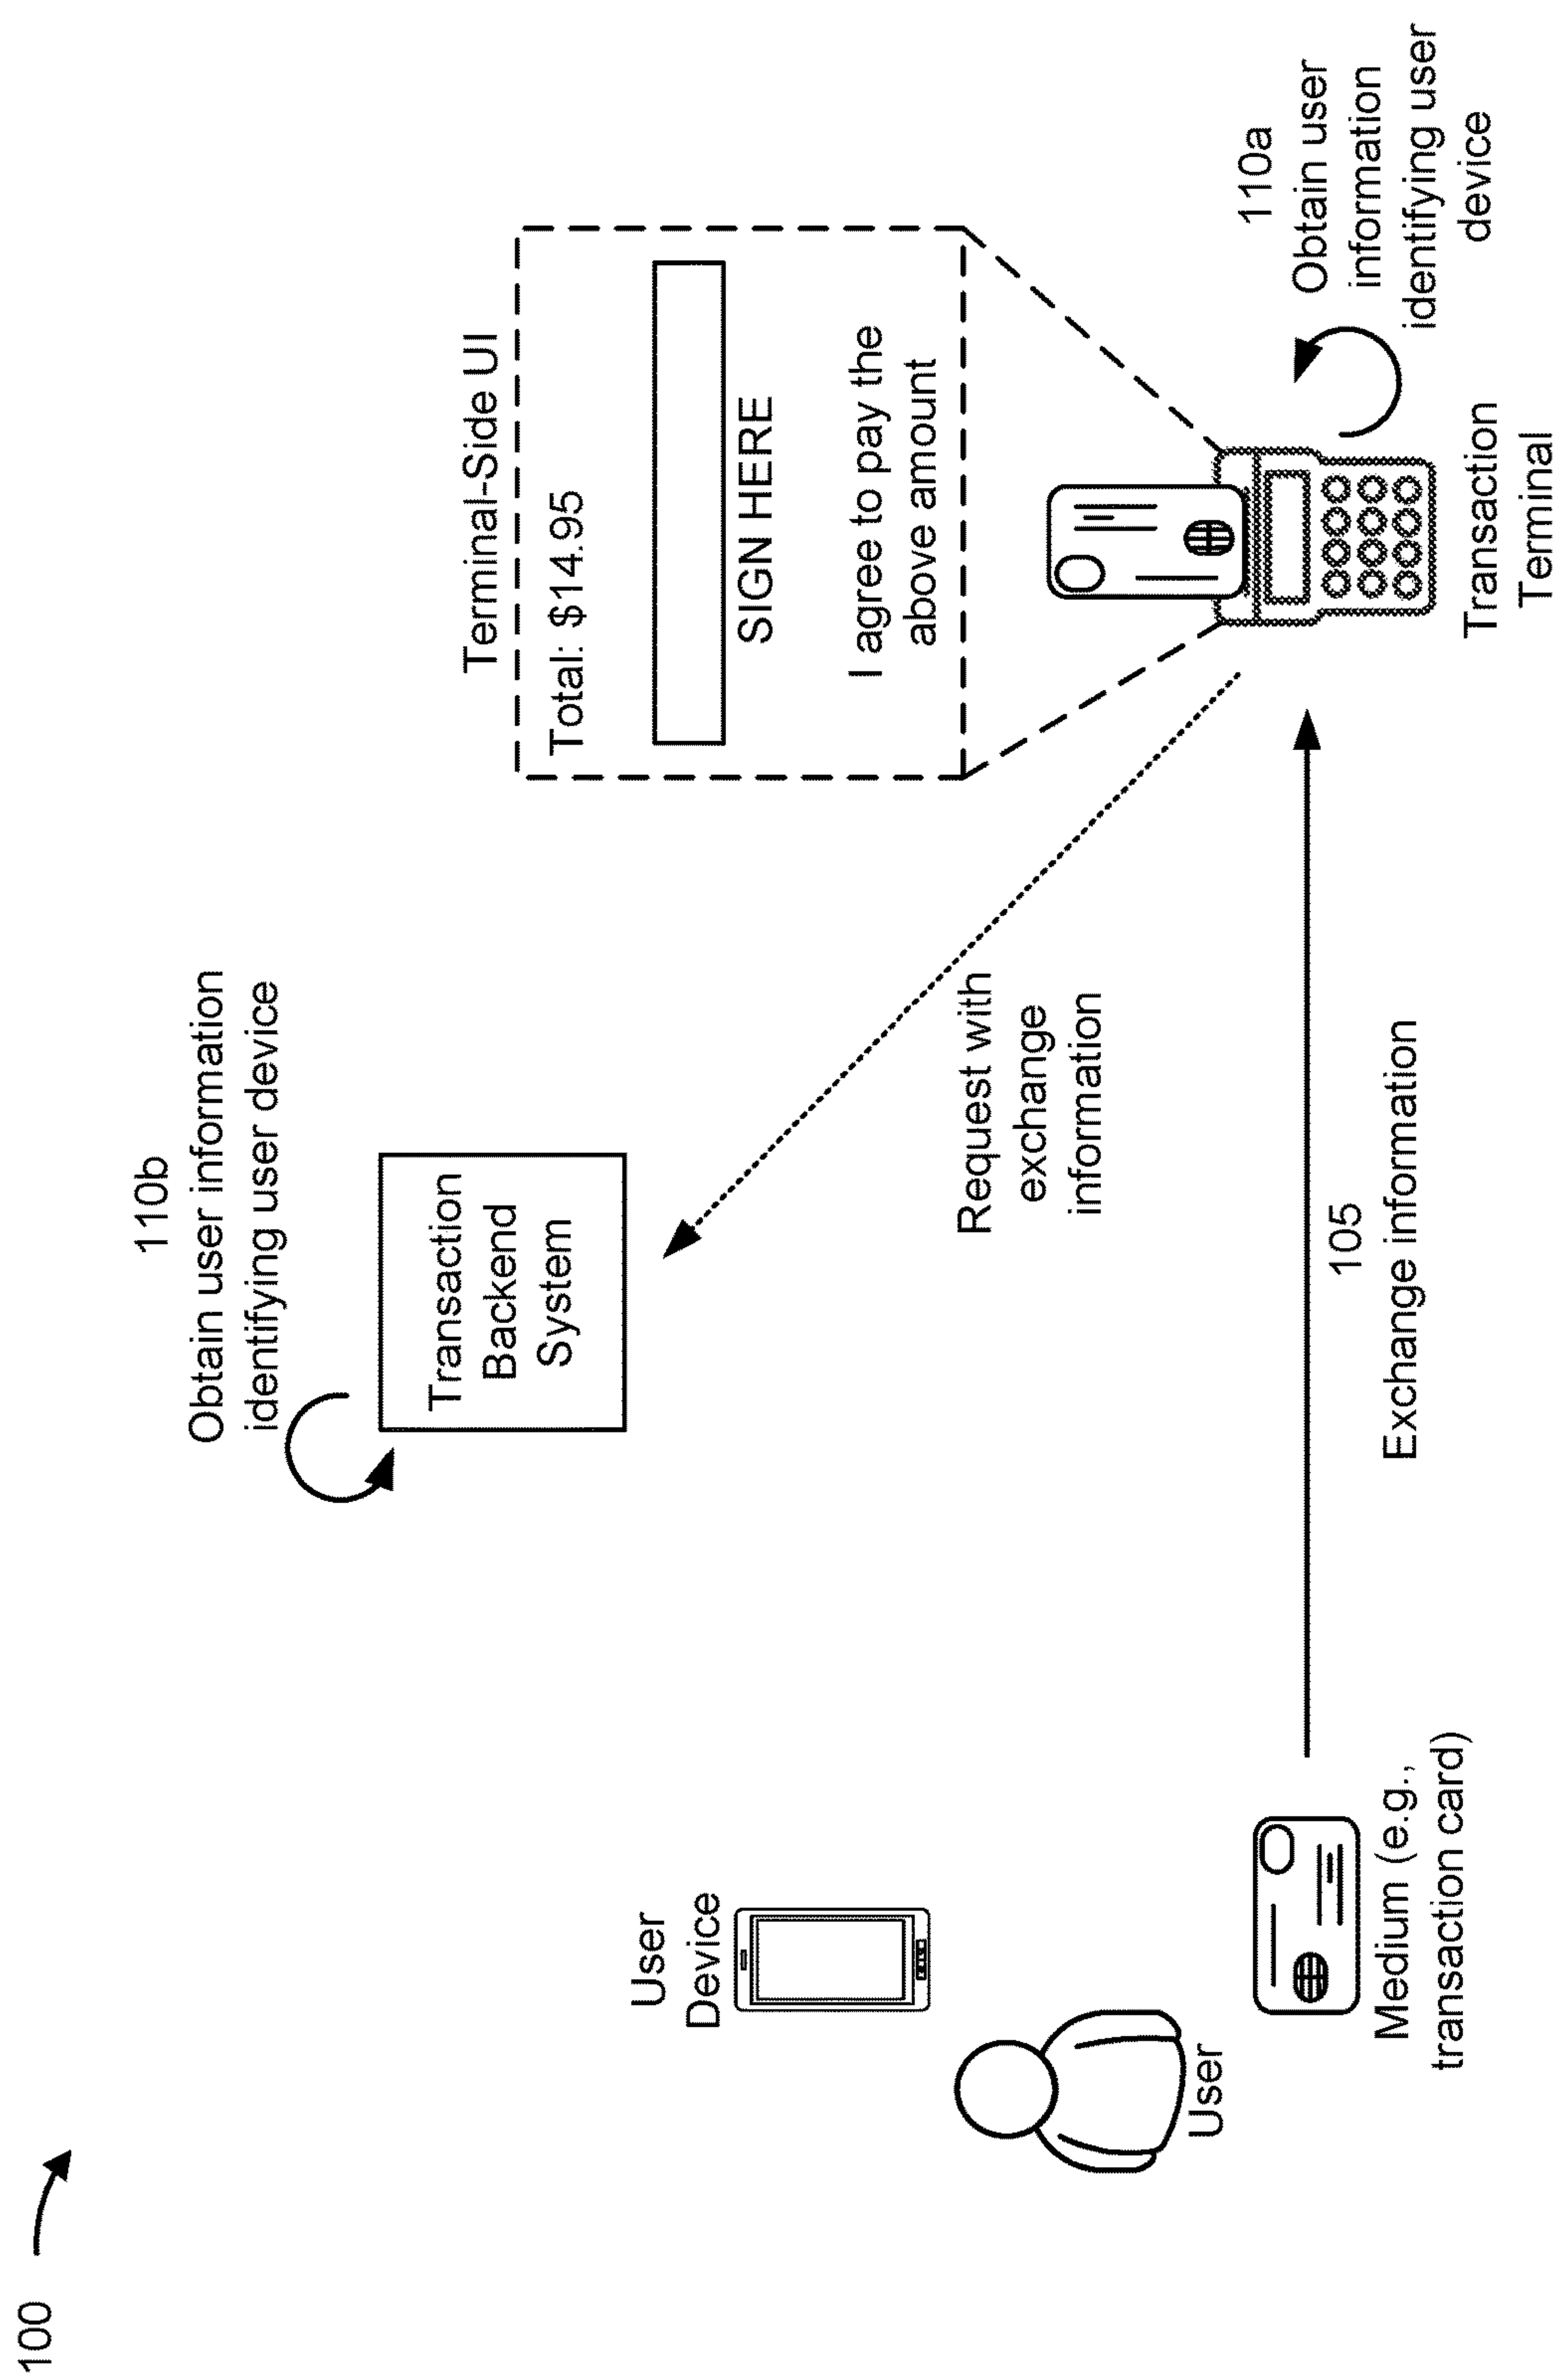 100
110b
Obtain user information
identifying user device
Transaction
Backend
System
Terminal-Side UI
Total: $14.95
SIGN HERE
I agree to pay the
above amount
User
Device
Request with
exchange
information
User
105
Exchange information
Medium (e.g.,
transaction card)
110a
Obtain user
information
identifying user
device
Transaction
Terminal